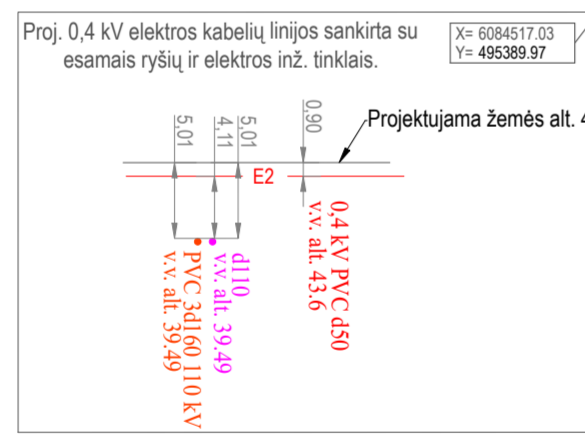 Proj. 0,4 kV elektros kabelių linijos sankirta su
esamais ryšių ir elektros inž. tinklais.
X= 6084517.03
Y= 495389.97
5,01
4,11
5,01
0,90
Projektujama žemės alt. 4
E2
0,4 kV PVC d50
v.v. alt. 43.6
d110
v.v. alt. 39.49
PVC 3d160 110 kV
v.v. alt. 39.49